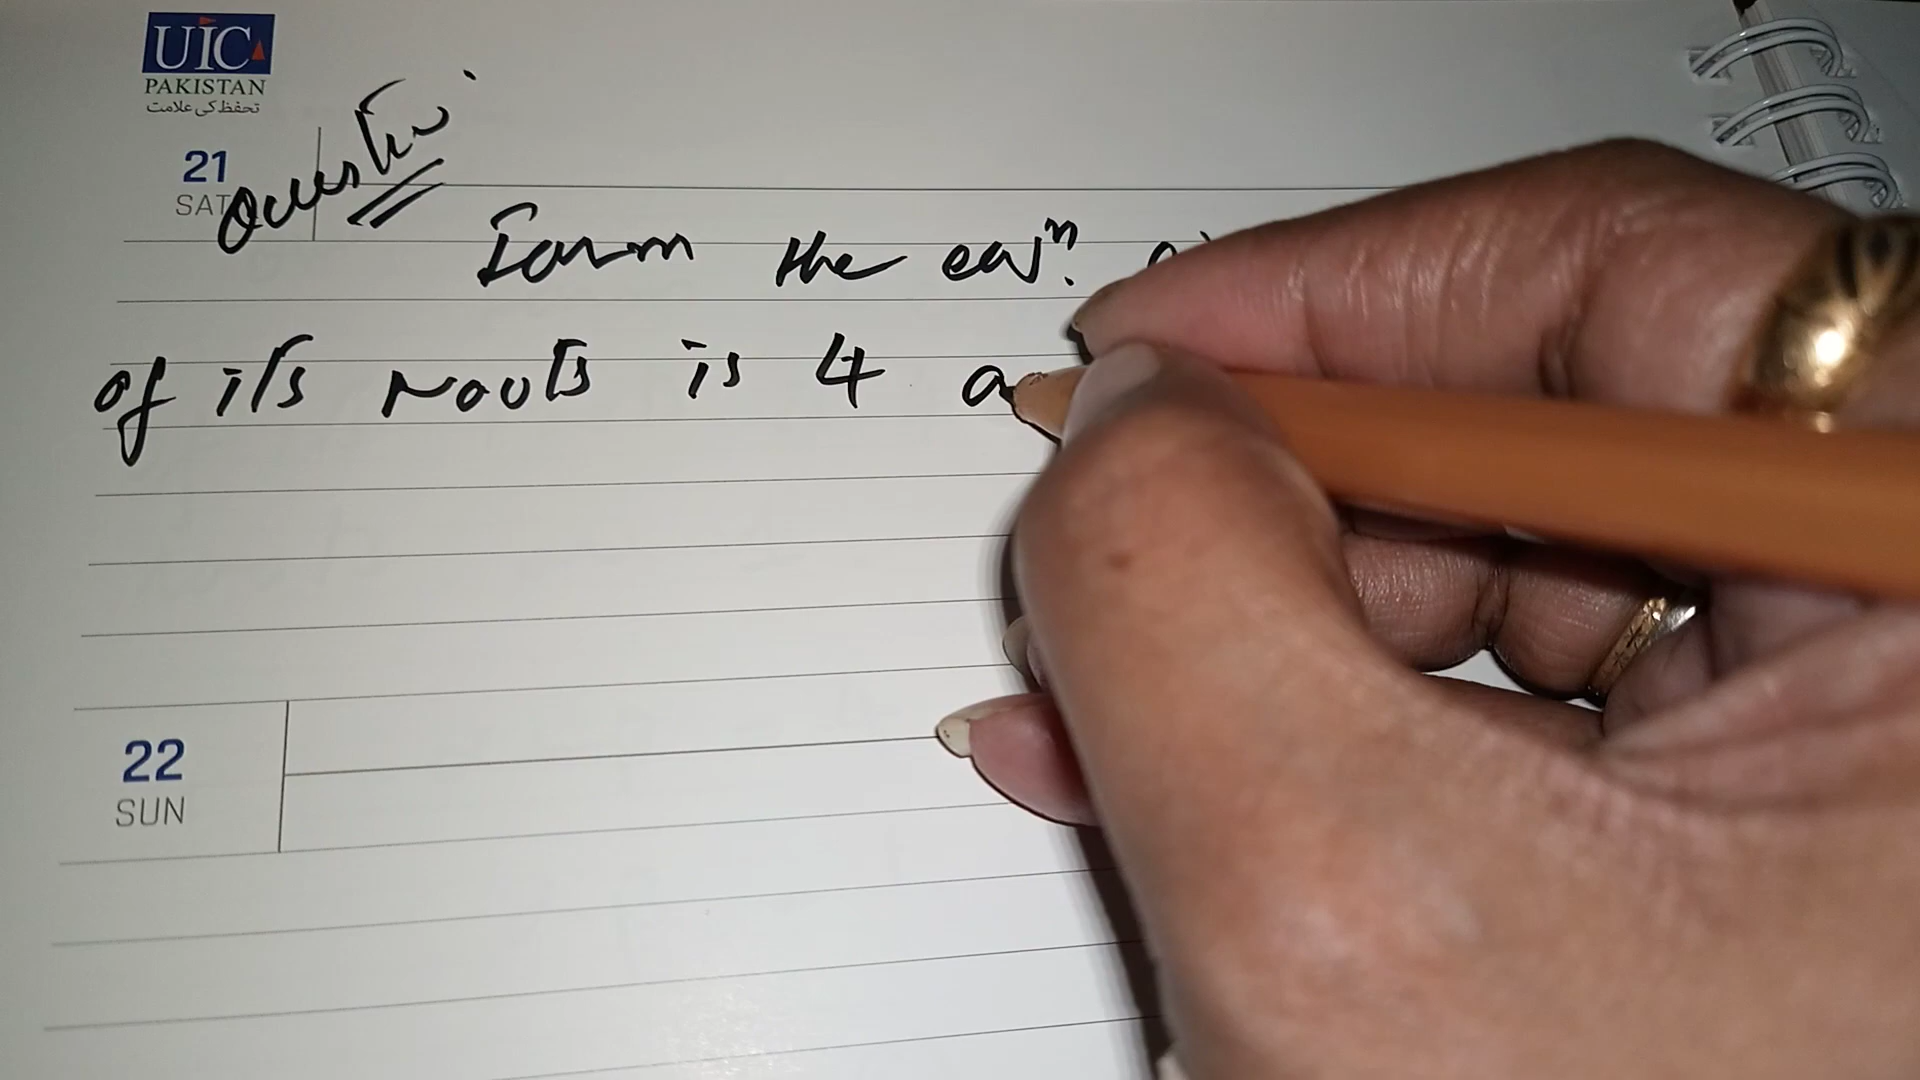 UIC
PAKISTAN
تحفظ کی علامت
21
SAT
Question
Form the eqn.
of its roots is 4 a
22
SUN